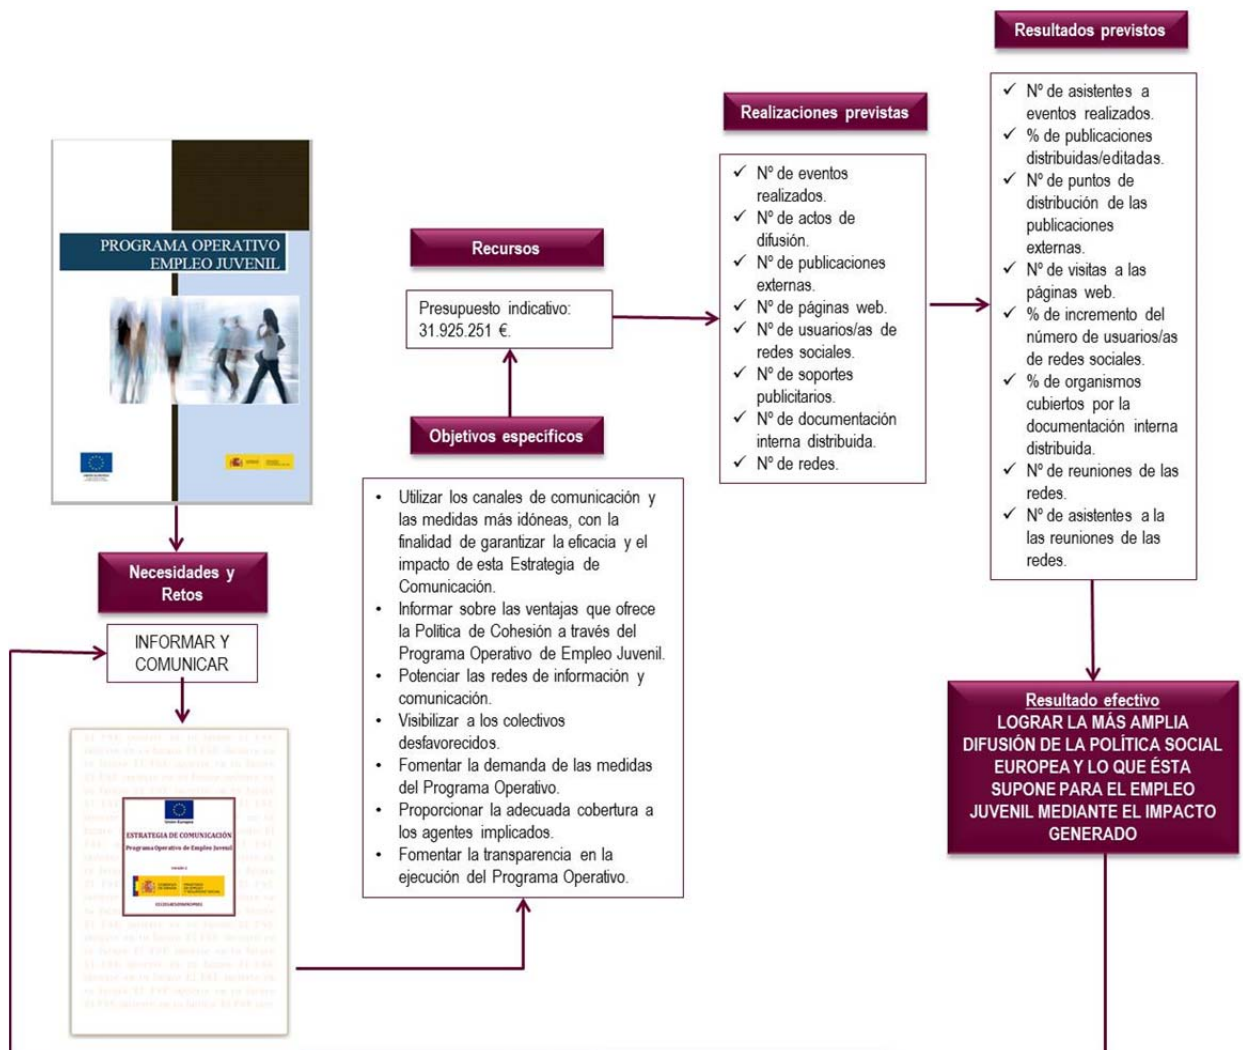 PROGRAMA OPERATIVO
EMPLEO JUVENIL
Necesidades y
Retos
INFORMAR Y
COMUNICAR
Unión Europea
ESTRATEGIA DE COMUNICACIÓN
Programa Operativo de Empleo Juvenil
Recursos
Presupuesto indicativo:
31.925.251 €.
Objetivos específicos
• Utilizar los canales de comunicación y
las medidas más idóneas, con la
finalidad de garantizar la eficacia y el
impacto de esta Estrategia de
Comunicación.
• Informar sobre las ventajas que ofrece
la Política de Cohesión a través del
Programa Operativo de Empleo Juvenil.
• Potenciar las redes de información y
comunicación.
• Visibilizar a los colectivos
desfavorecidos.
• Fomentar la demanda de las medidas
del Programa Operativo.
• Proporcionar la adecuada cobertura a
los agentes implicados.
• Fomentar la transparencia en la
ejecución del Programa Operativo.
Realizaciones previstas
✓ Nº de eventos
realizados.
✓ Nº de actos de
difusión.
✓ Nº de publicaciones
externas.
✓ Nº de páginas web.
✓ Nº de usuarios/as de
redes sociales.
✓ Nº de soportes
publicitarios.
✓ Nº de documentación
interna distribuida.
✓ Nº de redes.
Resultados previstos
✓ Nº de asistentes a
eventos realizados.
✓ % de publicaciones
distribuidas/editadas.
✓ Nº de puntos de
distribución de las
publicaciones
externas.
✓ Nº de visitas a las
páginas web.
✓ % de incremento del
número de usuarios/as
de redes sociales.
✓ % de organismos
cubiertos por la
documentación interna
distribuida.
✓ Nº de reuniones de las
redes.
✓ Nº de asistentes a la
las reuniones de las
redes.
Resultado efectivo
LOGRAR LA MÁS AMPLIA
DIFUSIÓN DE LA POLÍTICA SOCIAL
EUROPEA Y LO QUE ÉSTA
SUPONE PARA EL EMPLEO
JUVENIL MEDIANTE EL IMPACTO
GENERADO